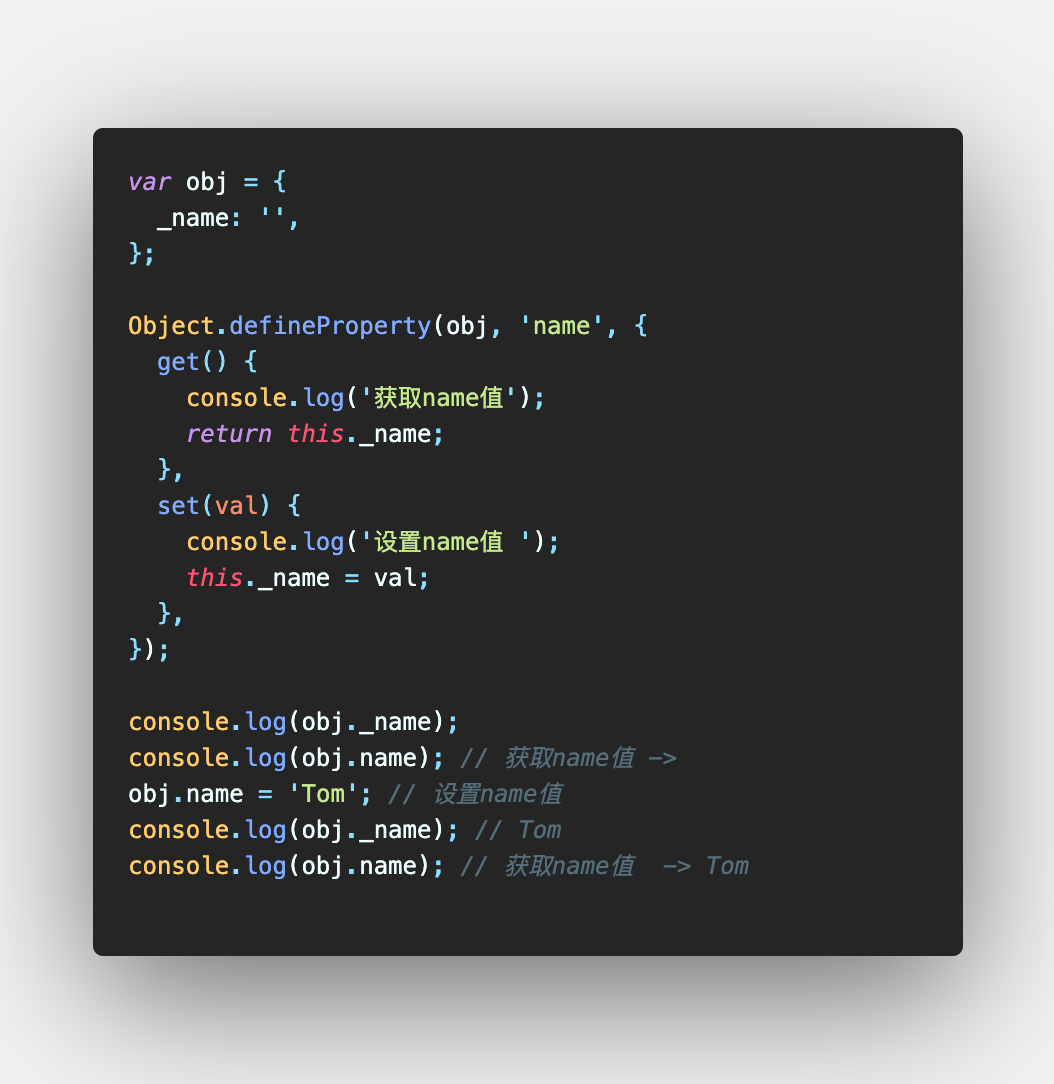 var obj = {
  _name: '',
};

Object.defineProperty(obj, 'name', {
  get() {
    console.log('获取name值');
    return this._name;
  },
  set(val) {
    console.log('设置name值 ');
    this._name = val;
  },
});

console.log(obj._name);
console.log(obj.name); // 获取name值 ->
obj.name = 'Tom'; // 设置name值
console.log(obj._name); // Tom
console.log(obj.name); // 获取name值  -> Tom